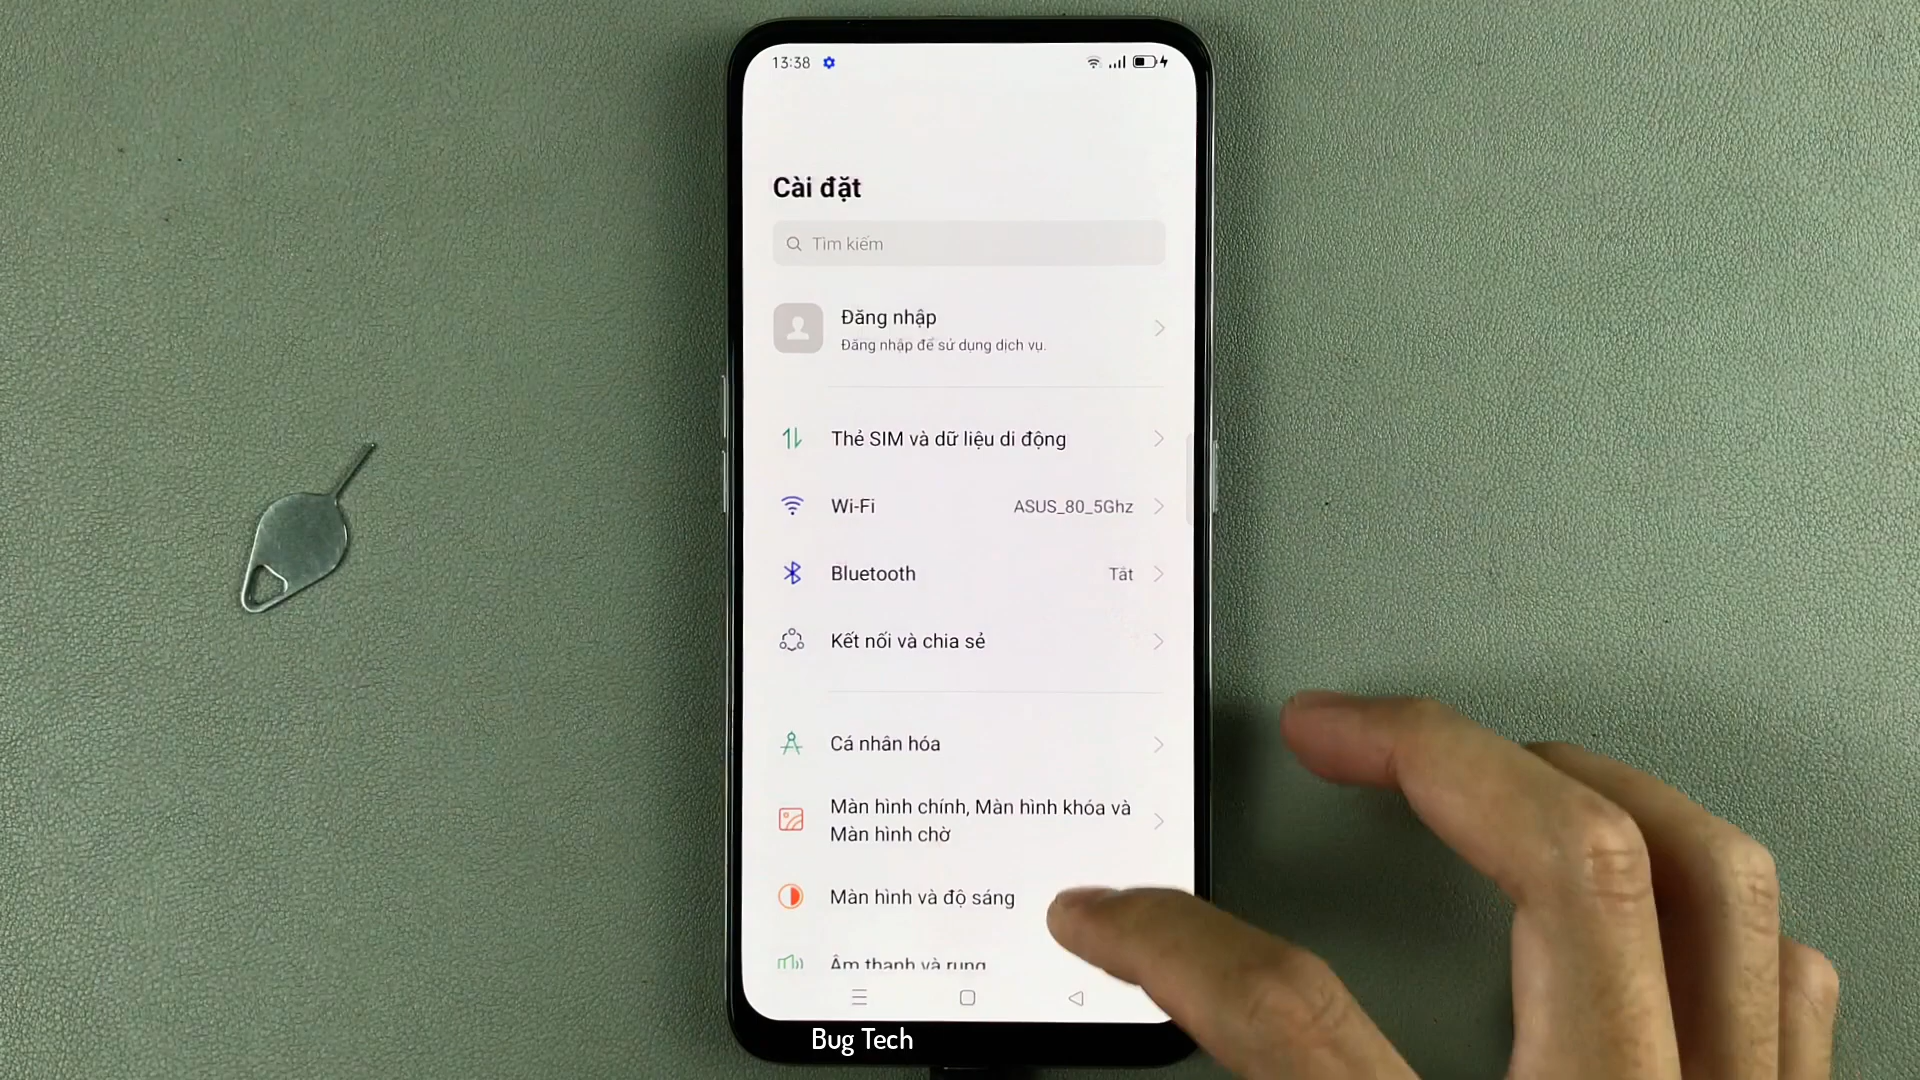 13:38
Cài đặt
Tìm kiếm
Đăng nhập
Đăng nhập để sử dụng dịch vụ.
Thẻ SIM và dữ liệu di động
Wi-Fi ASUS_80_5Ghz
Bluetooth Tắt
Kết nối và chia sẻ
Cá nhân hóa
Màn hình chính, Màn hình khóa và
Màn hình chờ
Màn hình và độ sáng
Âm thanh và rung
Bug Tech